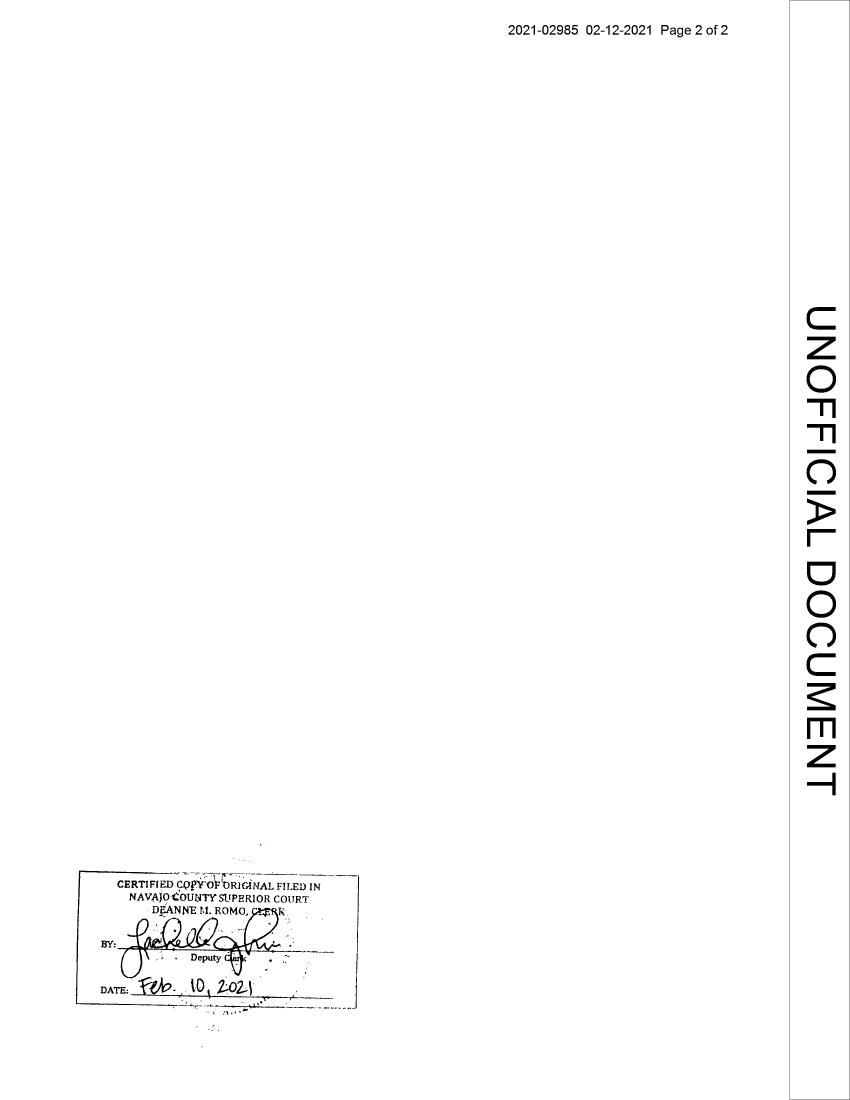 2021-02985 02-12-2021 Page 2 of 2
UNOFFICIAL DOCUMENT
CERTIFIED COPY OF ORIGINAL FILED IN
NAVAJO COUNTY SUPERIOR COURT
DEANNE M. ROMO, CLERK
BY:
Deputy Clerk
DATE: Feb. 10, 2021